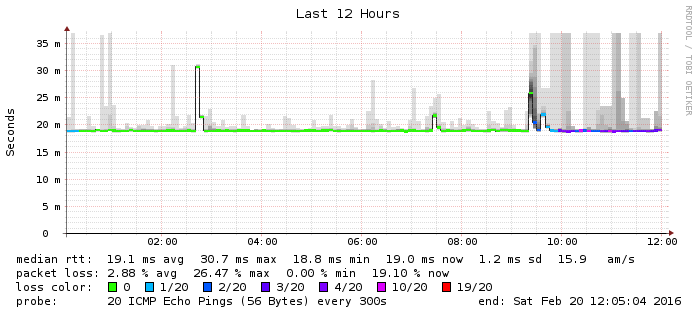 Last 12 Hours
RRDTOOL / TOBI OETIKER
Seconds
35 m
30 m
25 m
20 m
15 m
10 m
5 m
0
02:00 04:00 06:00 08:00 10:00 12:00
median rtt: 19.1 ms avg 30.7 ms max 18.8 ms min 19.0 ms now 1.2 ms sd 15.9 am/s
packet loss: 2.88 % avg 26.47 % max 0.00 % min 19.10 % now
loss color: 0 1/20 2/20 3/20 4/20 10/20 19/20
probe: 20 ICMP Echo Pings (56 Bytes) every 300s end: Sat Feb 20 12:05:04 2016